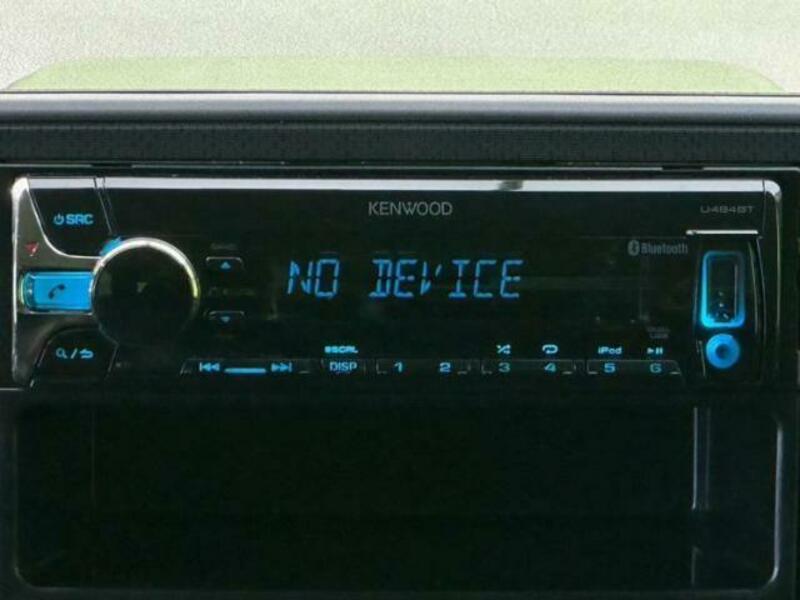 KENWOOD
U484BT
SRC
Bluetooth
NO DEVICE
SCRL
iPod
DISP
1
2
3
4
5
6